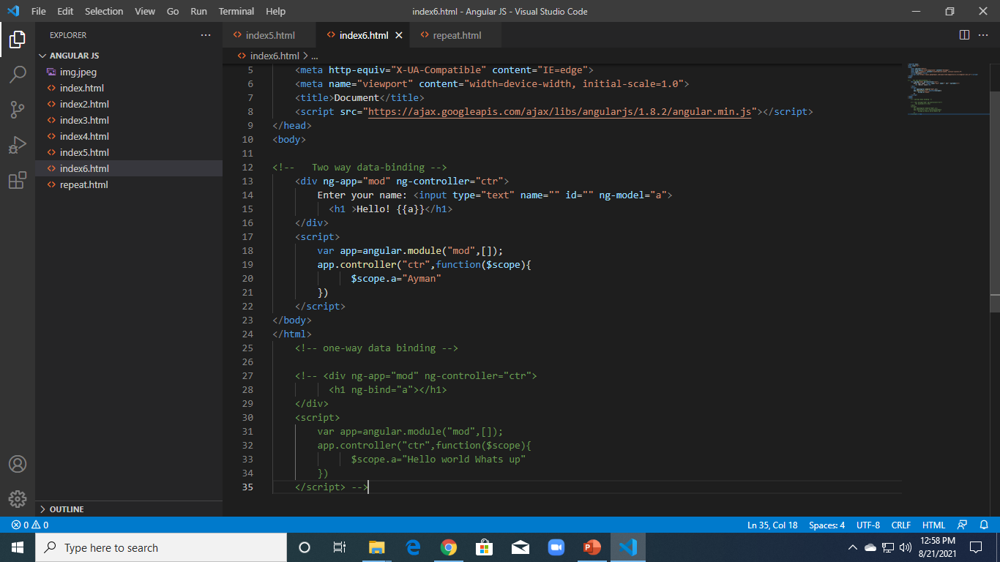 File Edit Selection View Go Run Terminal Help index6.html - Angular JS - Visual Studio Code
EXPLORER
ANGULAR JS
img.jpeg
index.html
index2.html
index3.html
index4.html
index5.html
index6.html
repeat.html
OUTLINE
index5.html index6.html repeat.html
index6.html > ...
5 <meta http-equiv="X-UA-Compatible" content="IE=edge">
6 <meta name="viewport" content="width=device-width, initial-scale=1.0">
7 <title>Document</title>
8 <script src="https://ajax.googleapis.com/ajax/libs/angularjs/1.8.2/angular.min.js"></script>
9 </head>
10 <body>
11
12 <!-- Two way data-binding -->
13 <div ng-app="mod" ng-controller="ctr">
14 Enter your name: <input type="text" name="" id="" ng-model="a">
15 <h1 >Hello! {{a}}</h1>
16 </div>
17 <script>
18 var app=angular.module("mod",[]);
19 app.controller("ctr",function($scope){
20 $scope.a="Ayman"
21 })
22 </script>
23 </body>
24 </html>
25 <!-- one-way data binding -->
26
27 <!-- <div ng-app="mod" ng-controller="ctr">
28 <h1 ng-bind="a"></h1>
29 </div>
30 <script>
31 var app=angular.module("mod",[]);
32 app.controller("ctr",function($scope){
33 $scope.a="Hello world Whats up"
34 })
35 </script> -->
0 0 Ln 35, Col 18 Spaces: 4 UTF-8 CRLF HTML
Type here to search
12:58 PM
8/21/2021